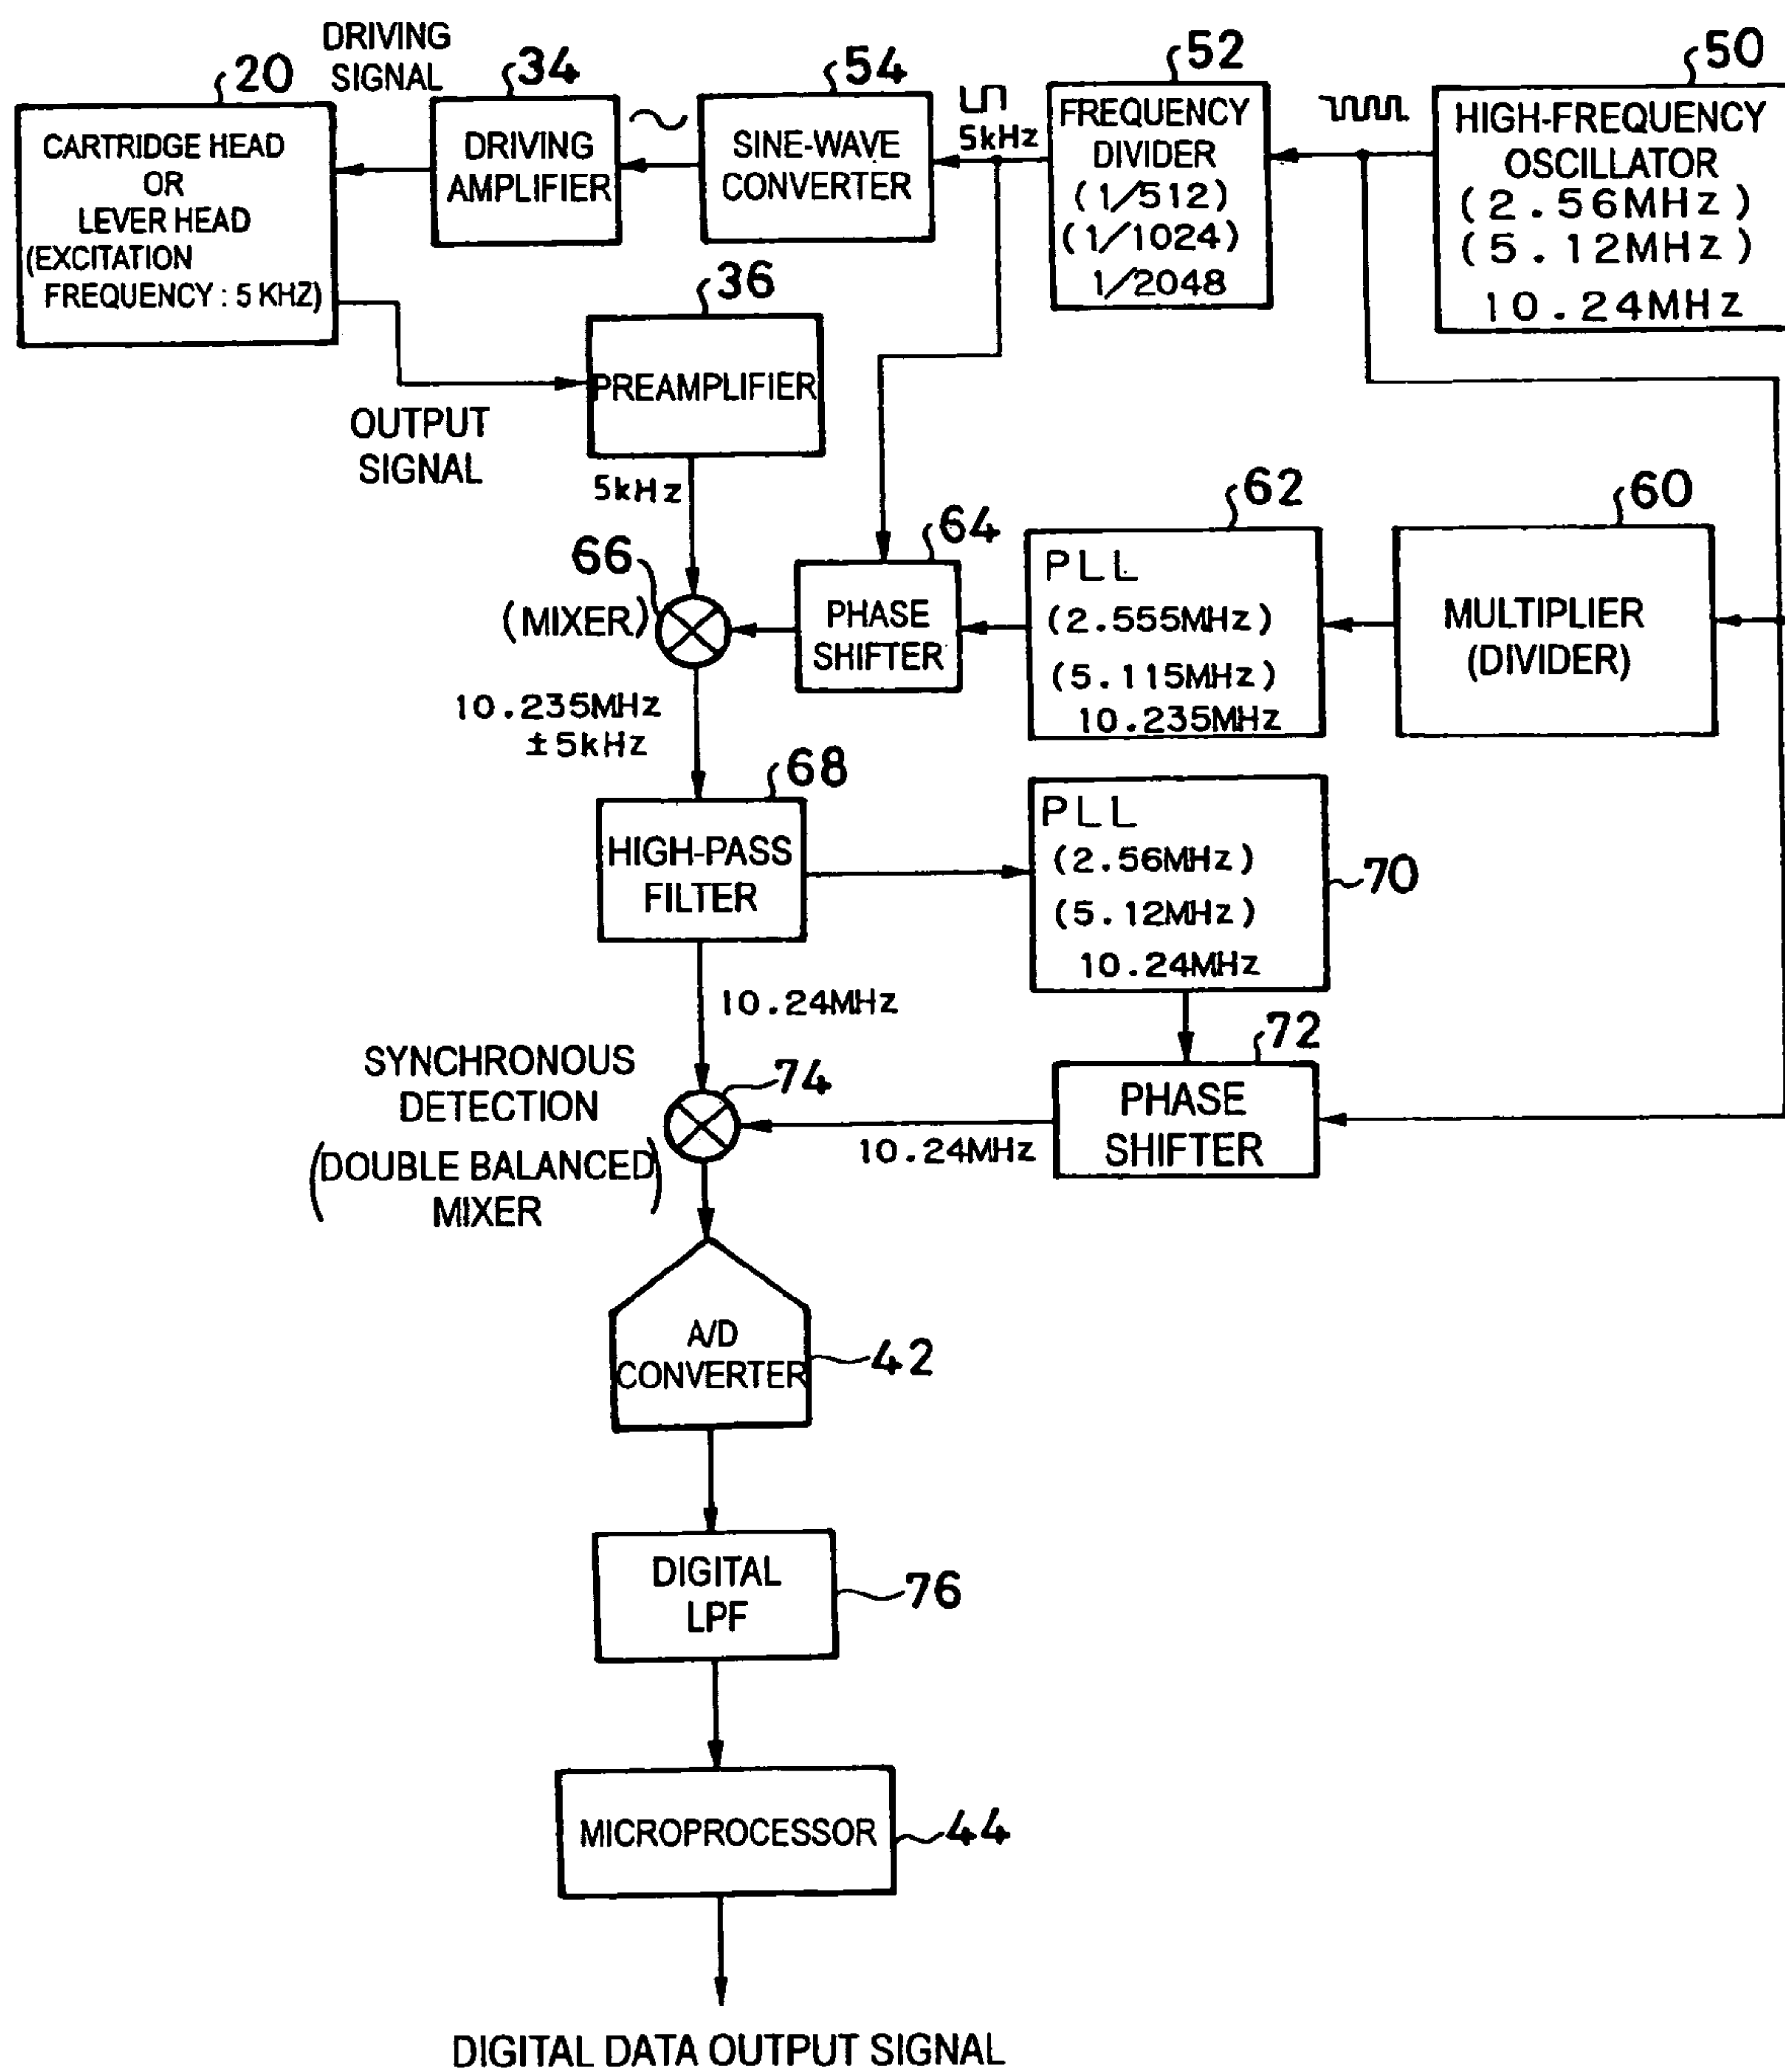 DRIVING
SIGNAL
20
34
54
52
50
CARTRIDGE HEAD
OR
LEVER HEAD
(EXCITATION
FREQUENCY : 5 KHZ)
DRIVING
AMPLIFIER
SINE-WAVE
CONVERTER
5kHz
FREQUENCY
DIVIDER
(1/512)
(1/1024)
1/2048
HIGH-FREQUENCY
OSCILLATOR
(2.56MHz)
(5.12MHz)
10.24MHz
36
PREAMPLIFIER
OUTPUT
SIGNAL
5kHz
66
(MIXER)
64
PHASE
SHIFTER
62
PLL
(2.555MHz)
(5.115MHz)
10.235MHz
60
MULTIPLIER
(DIVIDER)
10.235MHz
±5kHz
68
HIGH-PASS
FILTER
PLL
(2.56MHz)
(5.12MHz)
10.24MHz
70
10.24MHz
SYNCHRONOUS
DETECTION
(DOUBLE BALANCED
MIXER)
74
10.24MHz
72
PHASE
SHIFTER
A/D
CONVERTER
42
DIGITAL
LPF
76
MICROPROCESSOR
44
DIGITAL DATA OUTPUT SIGNAL